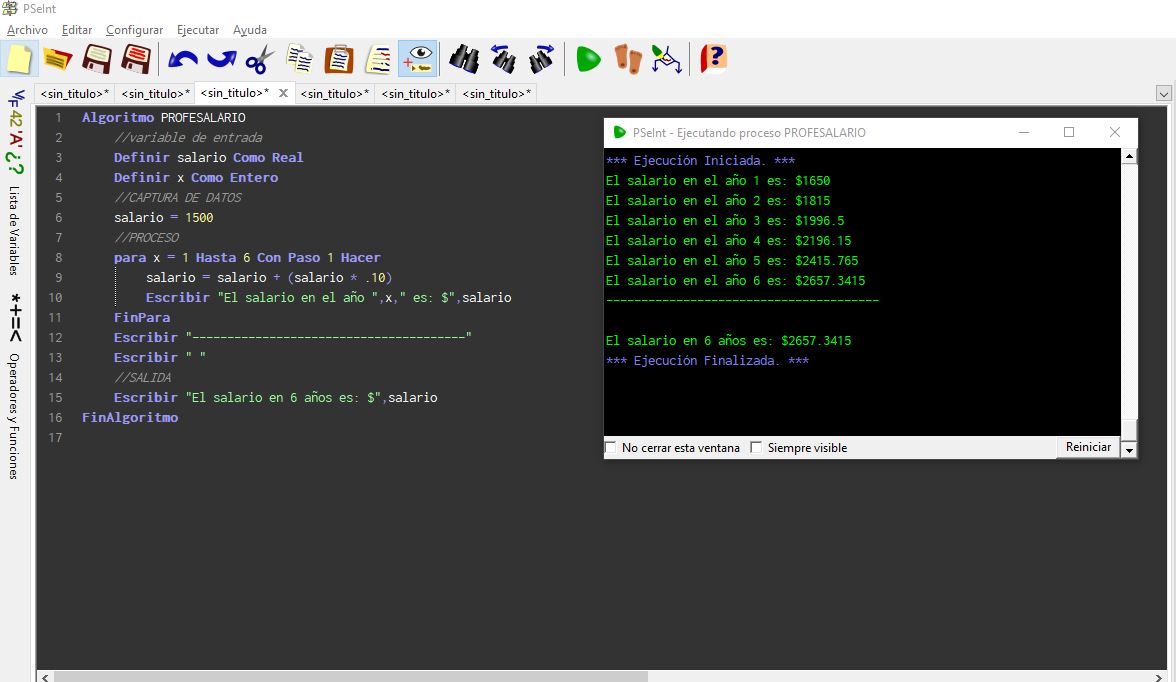 PSeInt
Archivo Editar Configurar Ejecutar Ayuda
<sin_titulo>* <sin_titulo>* <sin_titulo>* X <sin_titulo>* <sin_titulo>* <sin_titulo>*
42 'A' ¿? Lista de Variables
*+=< Operadores y Funciones
1 Algoritmo PROFESALARIO
2 //variable de entrada
3 Definir salario Como Real
4 Definir x Como Entero
5 //CAPTURA DE DATOS
6 salario = 1500
7 //PROCESO
8 para x = 1 Hasta 6 Con Paso 1 Hacer
9 salario = salario + (salario * .10)
10 Escribir "El salario en el año ",x," es: $",salario
11 FinPara
12 Escribir "---------------------------------------"
13 Escribir " "
14 //SALIDA
15 Escribir "El salario en 6 años es: $",salario
16 FinAlgoritmo
17
PSeInt - Ejecutando proceso PROFESALARIO
*** Ejecución Iniciada. ***
El salario en el año 1 es: $1650
El salario en el año 2 es: $1815
El salario en el año 3 es: $1996.5
El salario en el año 4 es: $2196.15
El salario en el año 5 es: $2415.765
El salario en el año 6 es: $2657.3415
---------------------------------------
El salario en 6 años es: $2657.3415
*** Ejecución Finalizada. ***
No cerrar esta ventana Siempre visible Reiniciar